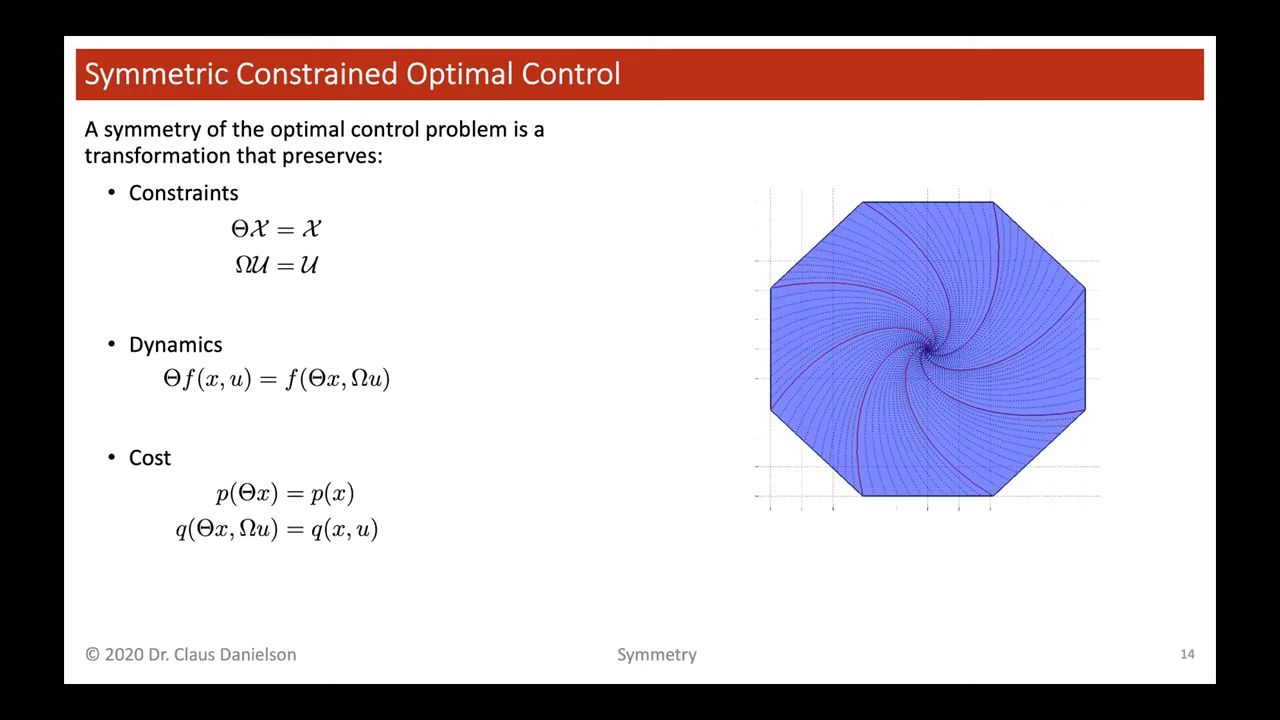 Symmetric Constrained Optimal Control
A symmetry of the optimal control problem is a
transformation that preserves:
• Constraints
Θ𝒳 = 𝒳
Ω𝒰 = 𝒰
• Dynamics
Θf(x, u) = f(Θx, Ωu)
• Cost
p(Θx) = p(x)
q(Θx, Ωu) = q(x, u)
© 2020 Dr. Claus Danielson
Symmetry
14